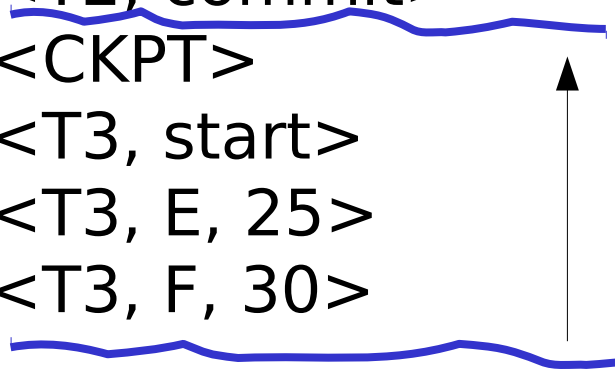 <CKPT>
<T3, start>
<T3, E, 25>
<T3, F, 30>